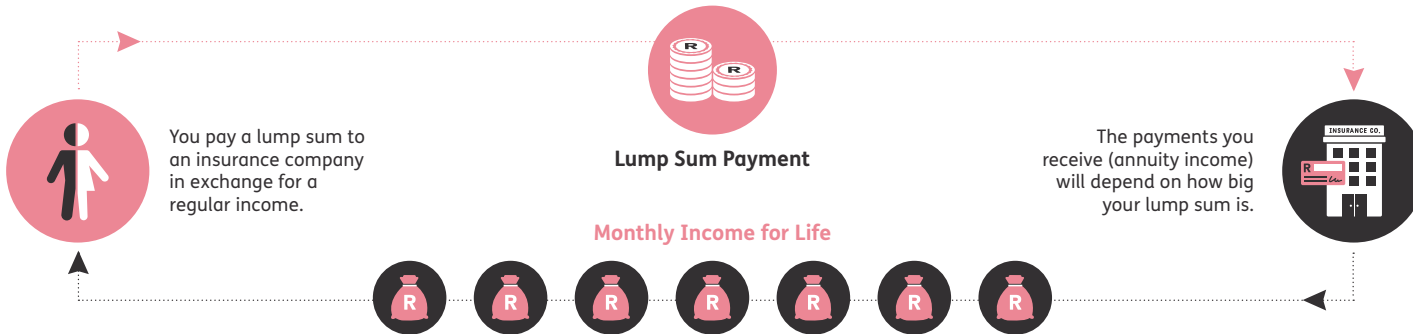 R
R
You pay a lump sum to
an insurance company
in exchange for a
regular income.
Lump Sum Payment
The payments you
receive (annuity income)
will depend on how big
your lump sum is.
INSURANCE CO.
R
Monthly Income for Life
R R R R R R R